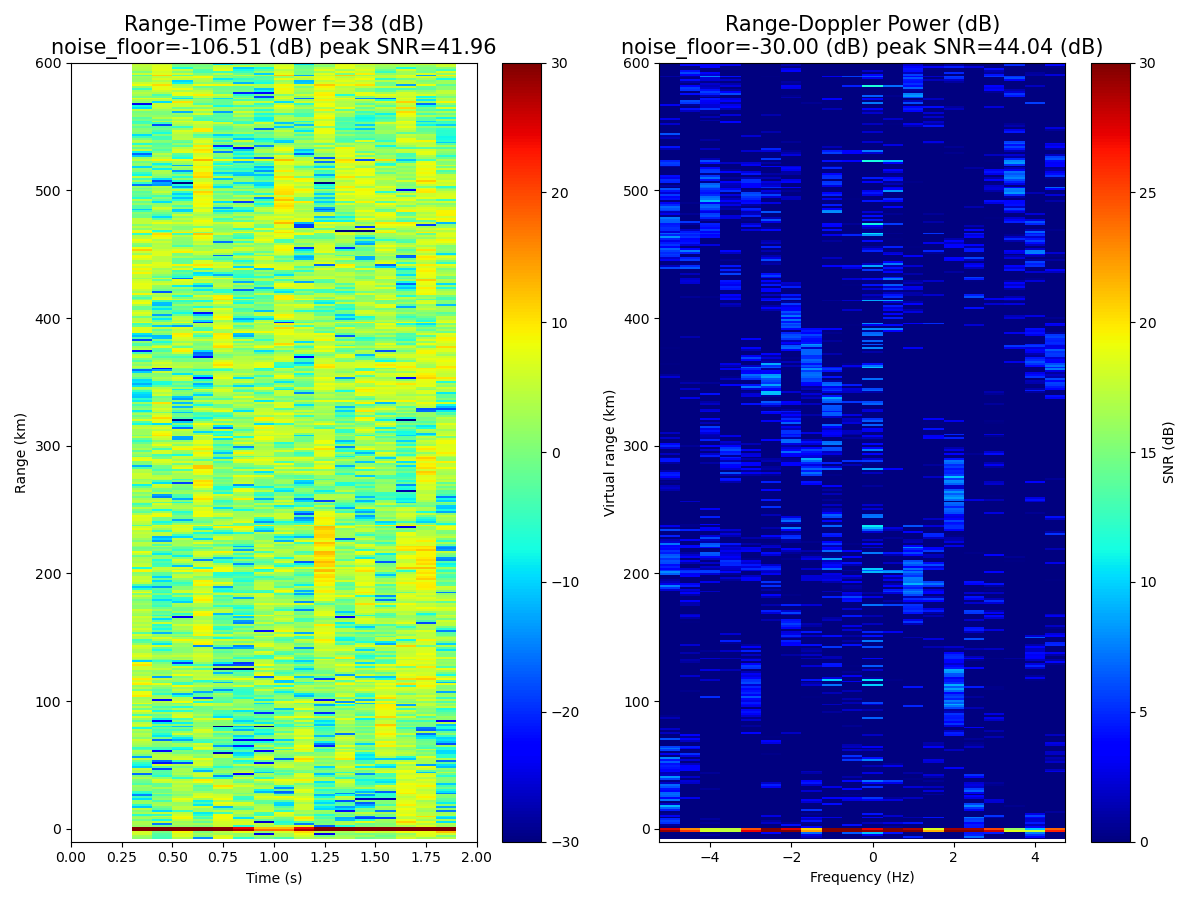 Range-Time Power f=38 (dB)
noise_floor=-106.51 (dB) peak SNR=41.96
Range-Doppler Power (dB)
noise_floor=-30.00 (dB) peak SNR=44.04 (dB)
600
500
400
300
200
100
0
Range (km)
0.00 0.25 0.50 0.75 1.00 1.25 1.50 1.75 2.00
Time (s)
30
20
10
0
−10
−20
−30
600
500
400
300
200
100
0
Virtual range (km)
−4 −2 0 2 4
Frequency (Hz)
30
25
20
15
10
5
0
SNR (dB)